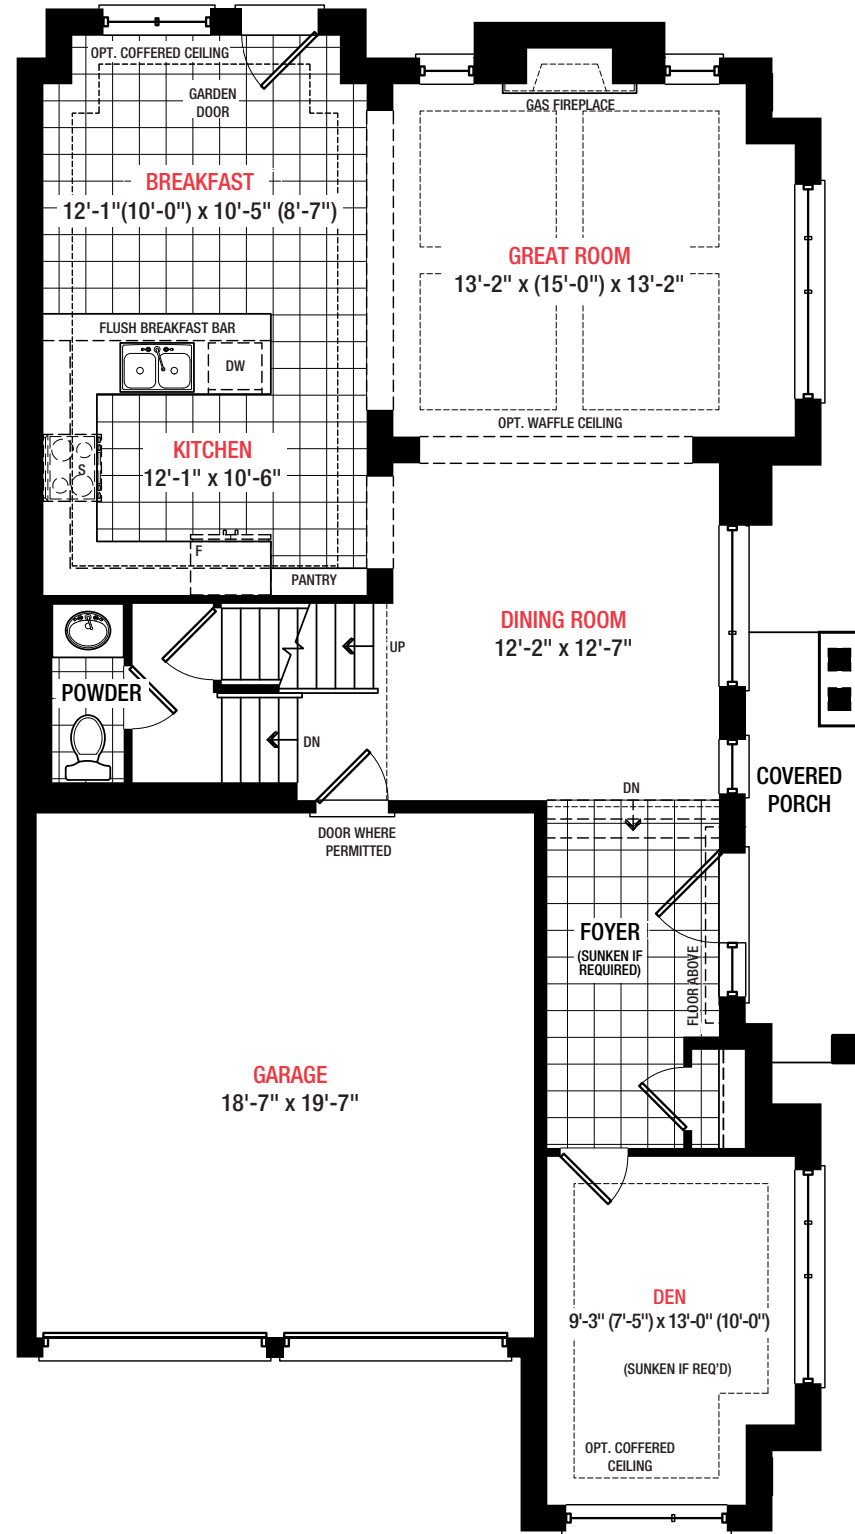 OPT. COFFERED CEILING
GARDEN
DOOR
GAS FIREPLACE
BREAKFAST
12'-1"(10'-0") x 10'-5" (8'-7")
GREAT ROOM
13'-2" x (15'-0") x 13'-2"
FLUSH BREAKFAST BAR
DW
OPT. WAFFLE CEILING
KITCHEN
12'-1" x 10'-6"
S
F
PANTRY
DINING ROOM
12'-2" x 12'-7"
UP
POWDER
DN
COVERED
PORCH
DN
DOOR WHERE
PERMITTED
FOYER
(SUNKEN IF
REQUIRED)
FLOOR ABOVE
GARAGE
18'-7" x 19'-7"
DEN
9'-3" (7'-5") x 13'-0" (10'-0")
(SUNKEN IF REQ'D)
OPT. COFFERED
CEILING